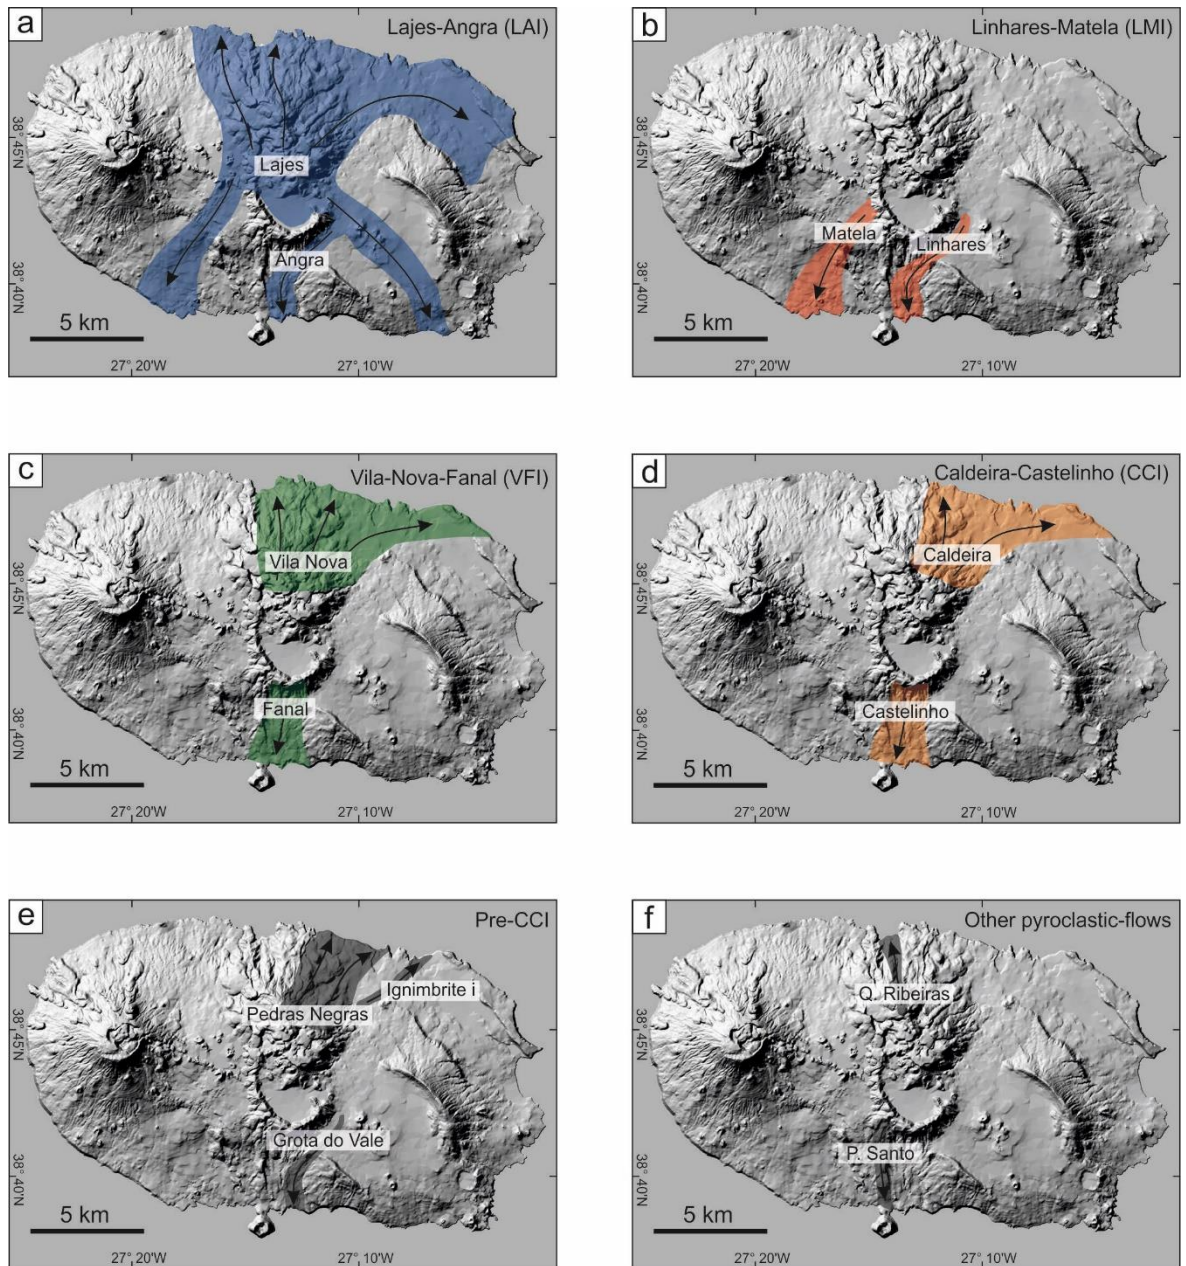 a
Lajes-Angra (LAI)
38° 45'N
Lajes
Angra
38° 40'N
5 km
27° 20'W
27° 10'W
b
Linhares-Matela (LMI)
38° 45'N
Matela
Linhares
38° 40'N
5 km
27° 20'W
27° 10'W
c
Vila-Nova-Fanal (VFI)
Vila Nova
38° 45'N
Fanal
38° 40'N
5 km
27° 20'W
27° 10'W
d
Caldeira-Castelinho (CCI)
Caldeira
38° 45'N
Castelinho
38° 40'N
5 km
27° 20'W
27° 10'W
e
Pre-CCI
Ignimbrite i
Pedras Negras
38° 45'N
Grota do Vale
38° 40'N
5 km
27° 20'W
27° 10'W
f
Other pyroclastic-flows
Q. Ribeiras
38° 45'N
P. Santo
38° 40'N
5 km
27° 20'W
27° 10'W